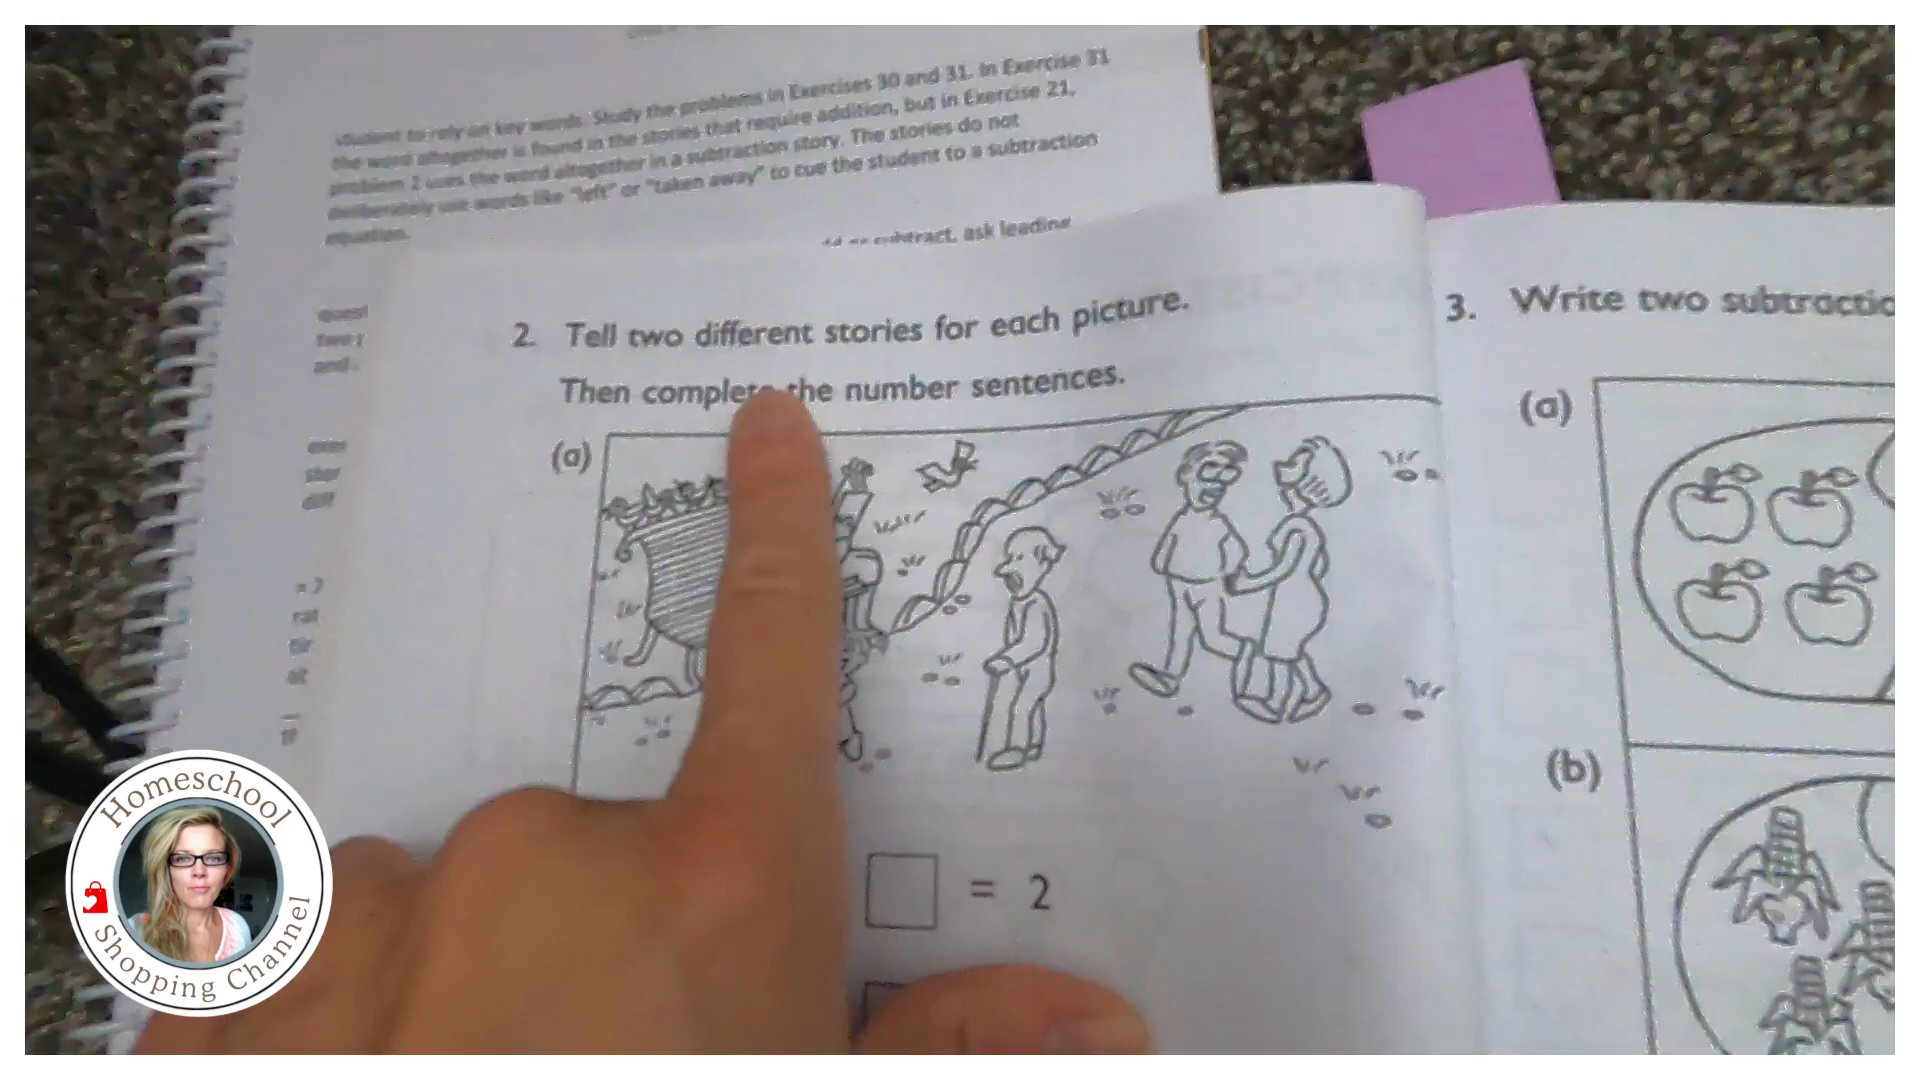 student to rely on key words. Study the problems in Exercises 30 and 31. In Exercise 31
the word altogether is found in the stories that require addition, but in Exercise 21,
problem 2 uses the word altogether in a subtraction story. The stories do not
deliberately use words like "left" or "taken away" to cue the student to a subtraction
equation.
subtract, ask leading
2. Tell two different stories for each picture.
Then complete the number sentences.
(a)
= 2
3. Write two subtractio
(a)
(b)
Homeschool
Shopping Channel